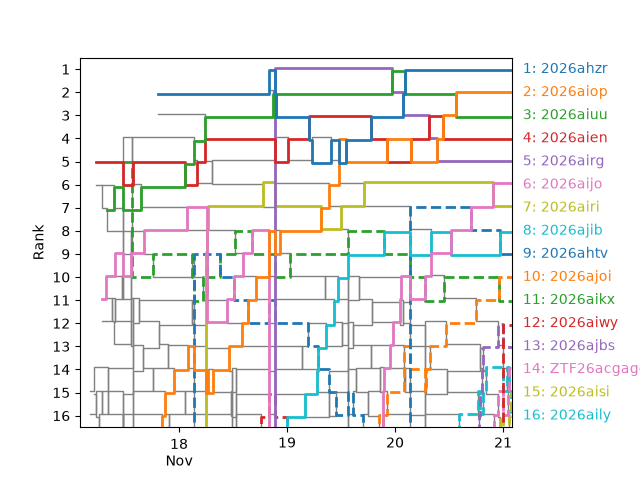 1
2
3
4
5
6
7
8
9
10
11
12
13
14
15
16
Rank
18
19
20
21
Nov
1: 2026ahzr
2: 2026aiop
3: 2026aiuu
4: 2026aien
5: 2026airg
6: 2026aijo
7: 2026airi
8: 2026ajib
9: 2026ahtv
10: 2026ajoi
11: 2026aikx
12: 2026aiwy
13: 2026ajbs
14: ZTF26acgag
15: 2026aisi
16: 2026aily